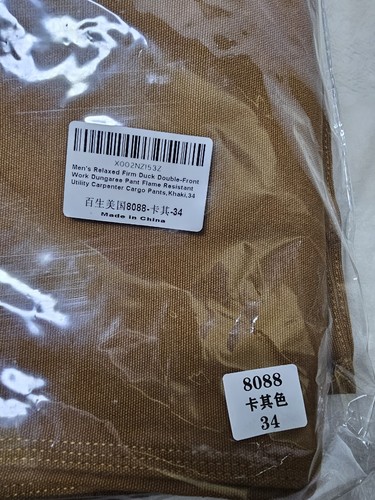 X002NZI53Z
Men's Relaxed Firm Duck Double-Front
Work Dungaree Pant Flame Resistant
Utility Carpenter Cargo Pants,Khaki,34
百生美国8088-卡其-34
Made in China
8088
卡其色
34